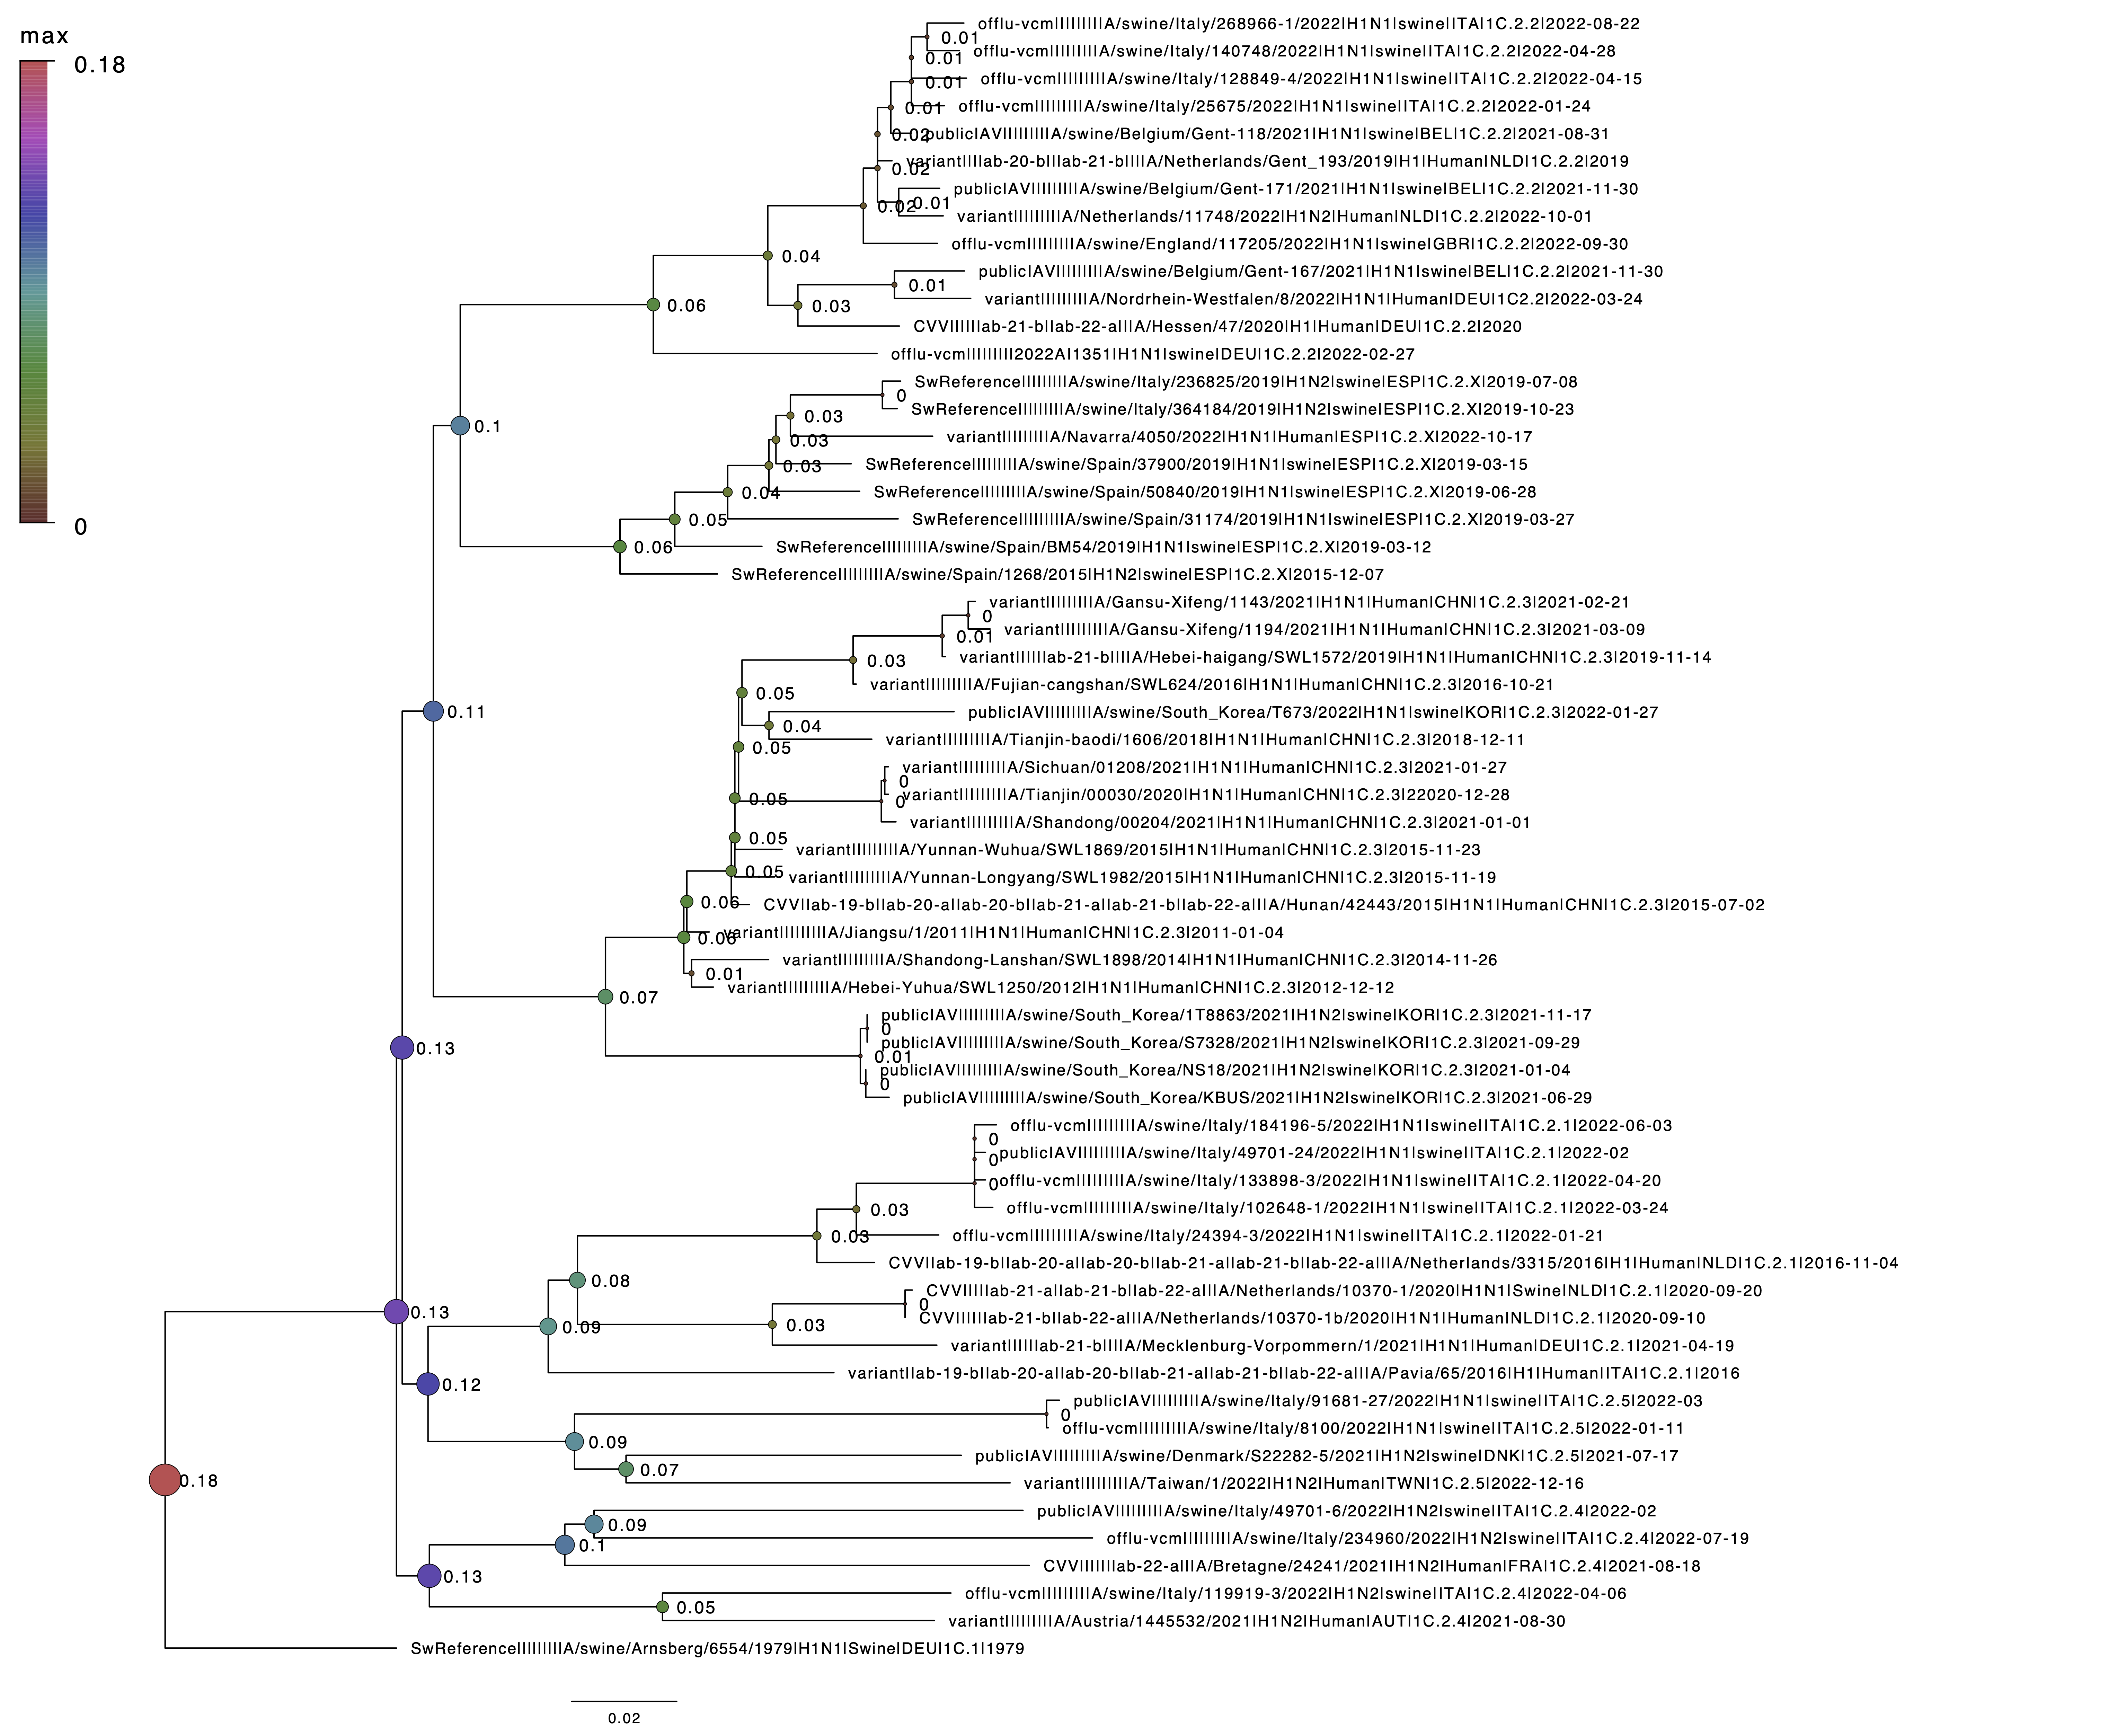 max
0.18
0
offlu-vcm|||||||||A/swine/Italy/268966-1/2022|H1N1|swine|ITA|1C.2.2|2022-08-22
0.01
offlu-vcm|||||||||A/swine/Italy/140748/2022|H1N1|swine|ITA|1C.2.2|2022-04-28
0.01
offlu-vcm|||||||||A/swine/Italy/128849-4/2022|H1N1|swine|ITA|1C.2.2|2022-04-15
0.01
offlu-vcm|||||||||A/swine/Italy/25675/2022|H1N1|swine|ITA|1C.2.2|2022-01-24
0.01
publicIAV|||||||||A/swine/Belgium/Gent-118/2021|H1N1|swine|BEL|1C.2.2|2021-08-31
0.02
variant||||lab-20-b||lab-21-b||||A/Netherlands/Gent_193/2019|H1|Human|NLD|1C.2.2|2019
0.02
publicIAV|||||||||A/swine/Belgium/Gent-171/2021|H1N1|swine|BEL|1C.2.2|2021-11-30
0.01
0.02
variant|||||||||A/Netherlands/11748/2022|H1N2|Human|NLD|1C.2.2|2022-10-01
offlu-vcm|||||||||A/swine/England/117205/2022|H1N1|swine|GBR|1C.2.2|2022-09-30
0.04
publicIAV|||||||||A/swine/Belgium/Gent-167/2021|H1N1|swine|BEL|1C.2.2|2021-11-30
0.01
variant|||||||||A/Nordrhein-Westfalen/8/2022|H1N1|Human|DEU|1C2.2|2022-03-24
0.03
0.06
CVV||||||lab-21-b||lab-22-a|||A/Hessen/47/2020|H1|Human|DEU|1C.2.2|2020
offlu-vcm|||||||||2022AI1351|H1N1|swine|DEU|1C.2.2|2022-02-27
SwReference|||||||||A/swine/Italy/236825/2019|H1N2|swine|ESP|1C.2.X|2019-07-08
0
SwReference|||||||||A/swine/Italy/364184/2019|H1N2|swine|ESP|1C.2.X|2019-10-23
0.03
0.1
variant|||||||||A/Navarra/4050/2022|H1N1|Human|ESP|1C.2.X|2022-10-17
0.03
SwReference|||||||||A/swine/Spain/37900/2019|H1N1|swine|ESP|1C.2.X|2019-03-15
0.03
SwReference|||||||||A/swine/Spain/50840/2019|H1N1|swine|ESP|1C.2.X|2019-06-28
0.04
SwReference|||||||||A/swine/Spain/31174/2019|H1N1|swine|ESP|1C.2.X|2019-03-27
0.05
SwReference|||||||||A/swine/Spain/BM54/2019|H1N1|swine|ESP|1C.2.X|2019-03-12
0.06
SwReference|||||||||A/swine/Spain/1268/2015|H1N2|swine|ESP|1C.2.X|2015-12-07
variant|||||||||A/Gansu-Xifeng/1143/2021|H1N1|Human|CHN|1C.2.3|2021-02-21
0
variant|||||||||A/Gansu-Xifeng/1194/2021|H1N1|Human|CHN|1C.2.3|2021-03-09
0.01
variant||||||lab-21-b||||A/Hebei-haigang/SWL1572/2019|H1N1|Human|CHN|1C.2.3|2019-11-14
0.03
variant|||||||||A/Fujian-cangshan/SWL624/2016|H1N1|Human|CHN|1C.2.3|2016-10-21
0.05
0.11
publicIAV|||||||||A/swine/South_Korea/T673/2022|H1N1|swine|KOR|1C.2.3|2022-01-27
0.04
variant|||||||||A/Tianjin-baodi/1606/2018|H1N1|Human|CHN|1C.2.3|2018-12-11
0.05
variant|||||||||A/Sichuan/01208/2021|H1N1|Human|CHN|1C.2.3|2021-01-27
0
variant|||||||||A/Tianjin/00030/2020|H1N1|Human|CHN|1C.2.3|22020-12-28
0.05
0
variant|||||||||A/Shandong/00204/2021|H1N1|Human|CHN|1C.2.3|2021-01-01
0.05
variant|||||||||A/Yunnan-Wuhua/SWL1869/2015|H1N1|Human|CHN|1C.2.3|2015-11-23
0.05
variant|||||||||A/Yunnan-Longyang/SWL1982/2015|H1N1|Human|CHN|1C.2.3|2015-11-19
0.06
CVV||lab-19-b||lab-20-a||lab-20-b||lab-21-a||lab-21-b||lab-22-a|||A/Hunan/42443/2015|H1N1|Human|CHN|1C.2.3|2015-07-02
variant|||||||||A/Jiangsu/1/2011|H1N1|Human|CHN|1C.2.3|2011-01-04
0.06
variant|||||||||A/Shandong-Lanshan/SWL1898/2014|H1N1|Human|CHN|1C.2.3|2014-11-26
0.01
variant|||||||||A/Hebei-Yuhua/SWL1250/2012|H1N1|Human|CHN|1C.2.3|2012-12-12
0.07
publicIAV|||||||||A/swine/South_Korea/1T8863/2021|H1N2|swine|KOR|1C.2.3|2021-11-17
0
publicIAV|||||||||A/swine/South_Korea/S7328/2021|H1N2|swine|KOR|1C.2.3|2021-09-29
0.13
0.01
publicIAV|||||||||A/swine/South_Korea/NS18/2021|H1N2|swine|KOR|1C.2.3|2021-01-04
0
publicIAV|||||||||A/swine/South_Korea/KBUS/2021|H1N2|swine|KOR|1C.2.3|2021-06-29
offlu-vcm|||||||||A/swine/Italy/184196-5/2022|H1N1|swine|ITA|1C.2.1|2022-06-03
0
publicIAV|||||||||A/swine/Italy/49701-24/2022|H1N1|swine|ITA|1C.2.1|2022-02
0
offlu-vcm|||||||||A/swine/Italy/133898-3/2022|H1N1|swine|ITA|1C.2.1|2022-04-20
0
offlu-vcm|||||||||A/swine/Italy/102648-1/2022|H1N1|swine|ITA|1C.2.1|2022-03-24
0.03
offlu-vcm|||||||||A/swine/Italy/24394-3/2022|H1N1|swine|ITA|1C.2.1|2022-01-21
0.03
CVV||lab-19-b||lab-20-a||lab-20-b||lab-21-a||lab-21-b||lab-22-a|||A/Netherlands/3315/2016|H1|Human|NLD|1C.2.1|2016-11-04
0.08
CVV|||||lab-21-a||lab-21-b||lab-22-a|||A/Netherlands/10370-1/2020|H1N1|Swine|NLD|1C.2.1|2020-09-20
0
0.13
CVV||||||lab-21-b||lab-22-a|||A/Netherlands/10370-1b/2020|H1N1|Human|NLD|1C.2.1|2020-09-10
0.03
0.09
variant||||||lab-21-b||||A/Mecklenburg-Vorpommern/1/2021|H1N1|Human|DEU|1C.2.1|2021-04-19
variant||lab-19-b||lab-20-a||lab-20-b||lab-21-a||lab-21-b||lab-22-a|||A/Pavia/65/2016|H1|Human|ITA|1C.2.1|2016
0.12
publicIAV|||||||||A/swine/Italy/91681-27/2022|H1N1|swine|ITA|1C.2.5|2022-03
0
offlu-vcm|||||||||A/swine/Italy/8100/2022|H1N1|swine|ITA|1C.2.5|2022-01-11
0.09
publicIAV|||||||||A/swine/Denmark/S22282-5/2021|H1N2|swine|DNK|1C.2.5|2021-07-17
0.07
variant|||||||||A/Taiwan/1/2022|H1N2|Human|TWN|1C.2.5|2022-12-16
0.18
publicIAV|||||||||A/swine/Italy/49701-6/2022|H1N2|swine|ITA|1C.2.4|2022-02
0.09
offlu-vcm|||||||||A/swine/Italy/234960/2022|H1N2|swine|ITA|1C.2.4|2022-07-19
0.1
CVV|||||||lab-22-a|||A/Bretagne/24241/2021|H1N2|Human|FRA|1C.2.4|2021-08-18
0.13
offlu-vcm|||||||||A/swine/Italy/119919-3/2022|H1N2|swine|ITA|1C.2.4|2022-04-06
0.05
variant|||||||||A/Austria/1445532/2021|H1N2|Human|AUT|1C.2.4|2021-08-30
SwReference|||||||||A/swine/Arnsberg/6554/1979|H1N1|Swine|DEU|1C.1|1979
0.02